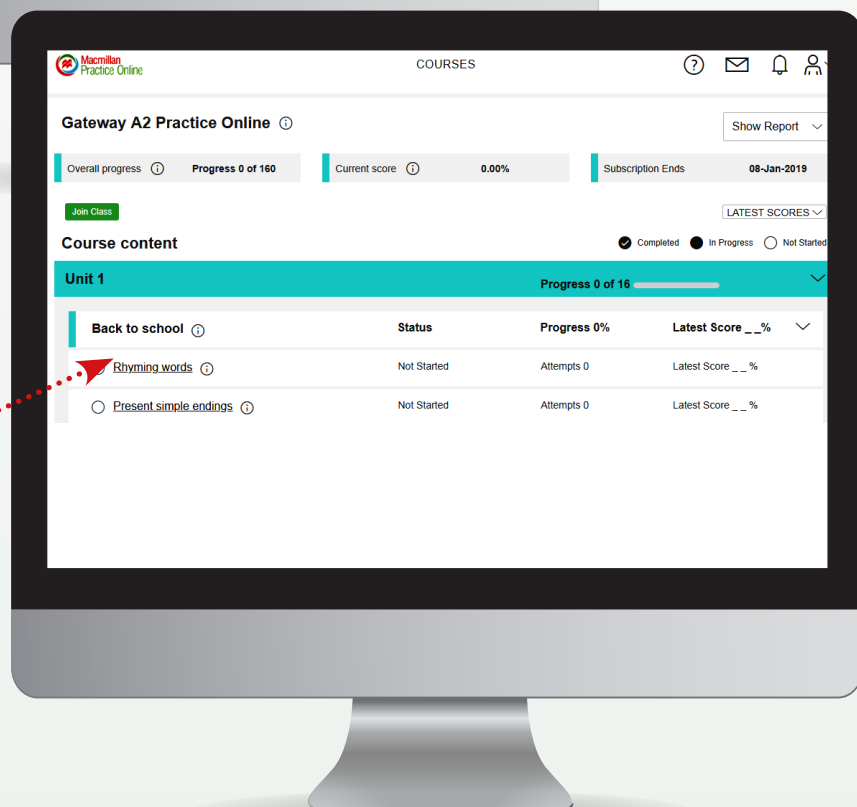 Macmillan
Practice Online
COURSES
Gateway A2 Practice Online
Show Report
Overall progress Progress 0 of 160 Current score 0.00% Subscription Ends 08-Jan-2019
Join Class
LATEST SCORES
Course content
Completed In Progress Not Started
Unit 1 Progress 0 of 16
Back to school Status Progress 0% Latest Score _ _%
Rhyming words Not Started Attempts 0 Latest Score _ _ %
Present simple endings Not Started Attempts 0 Latest Score _ _ %